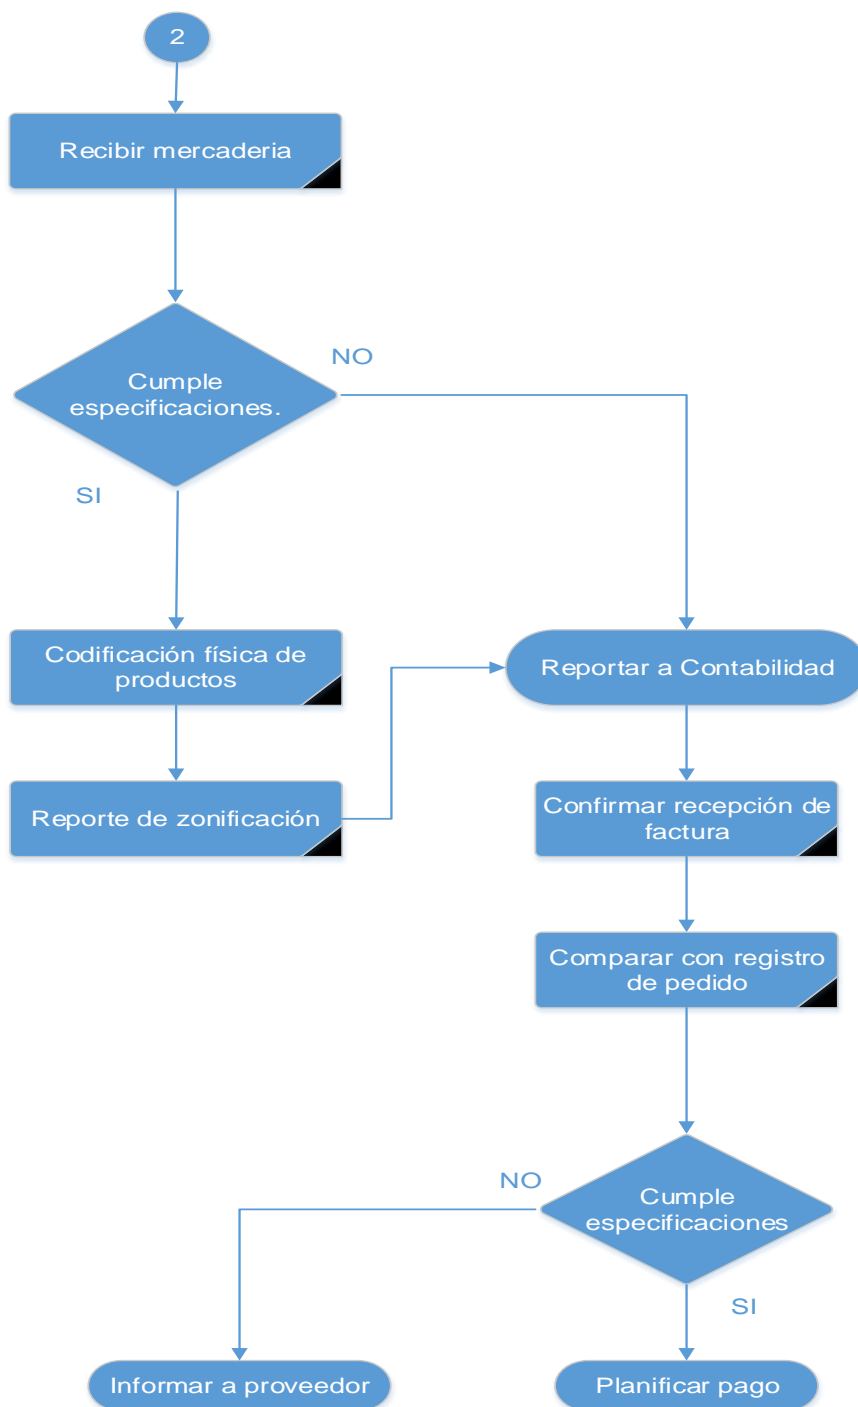 2
Recibir mercaderia
NO
Cumple
especificaciones.
SI
Codificación física de
productos
Reportar a Contabilidad
Reporte de zonificación
Confirmar recepción de
factura
Comparar con registro
de pedido
NO
Cumple
especificaciones
SI
Informar a proveedor
Planificar pago